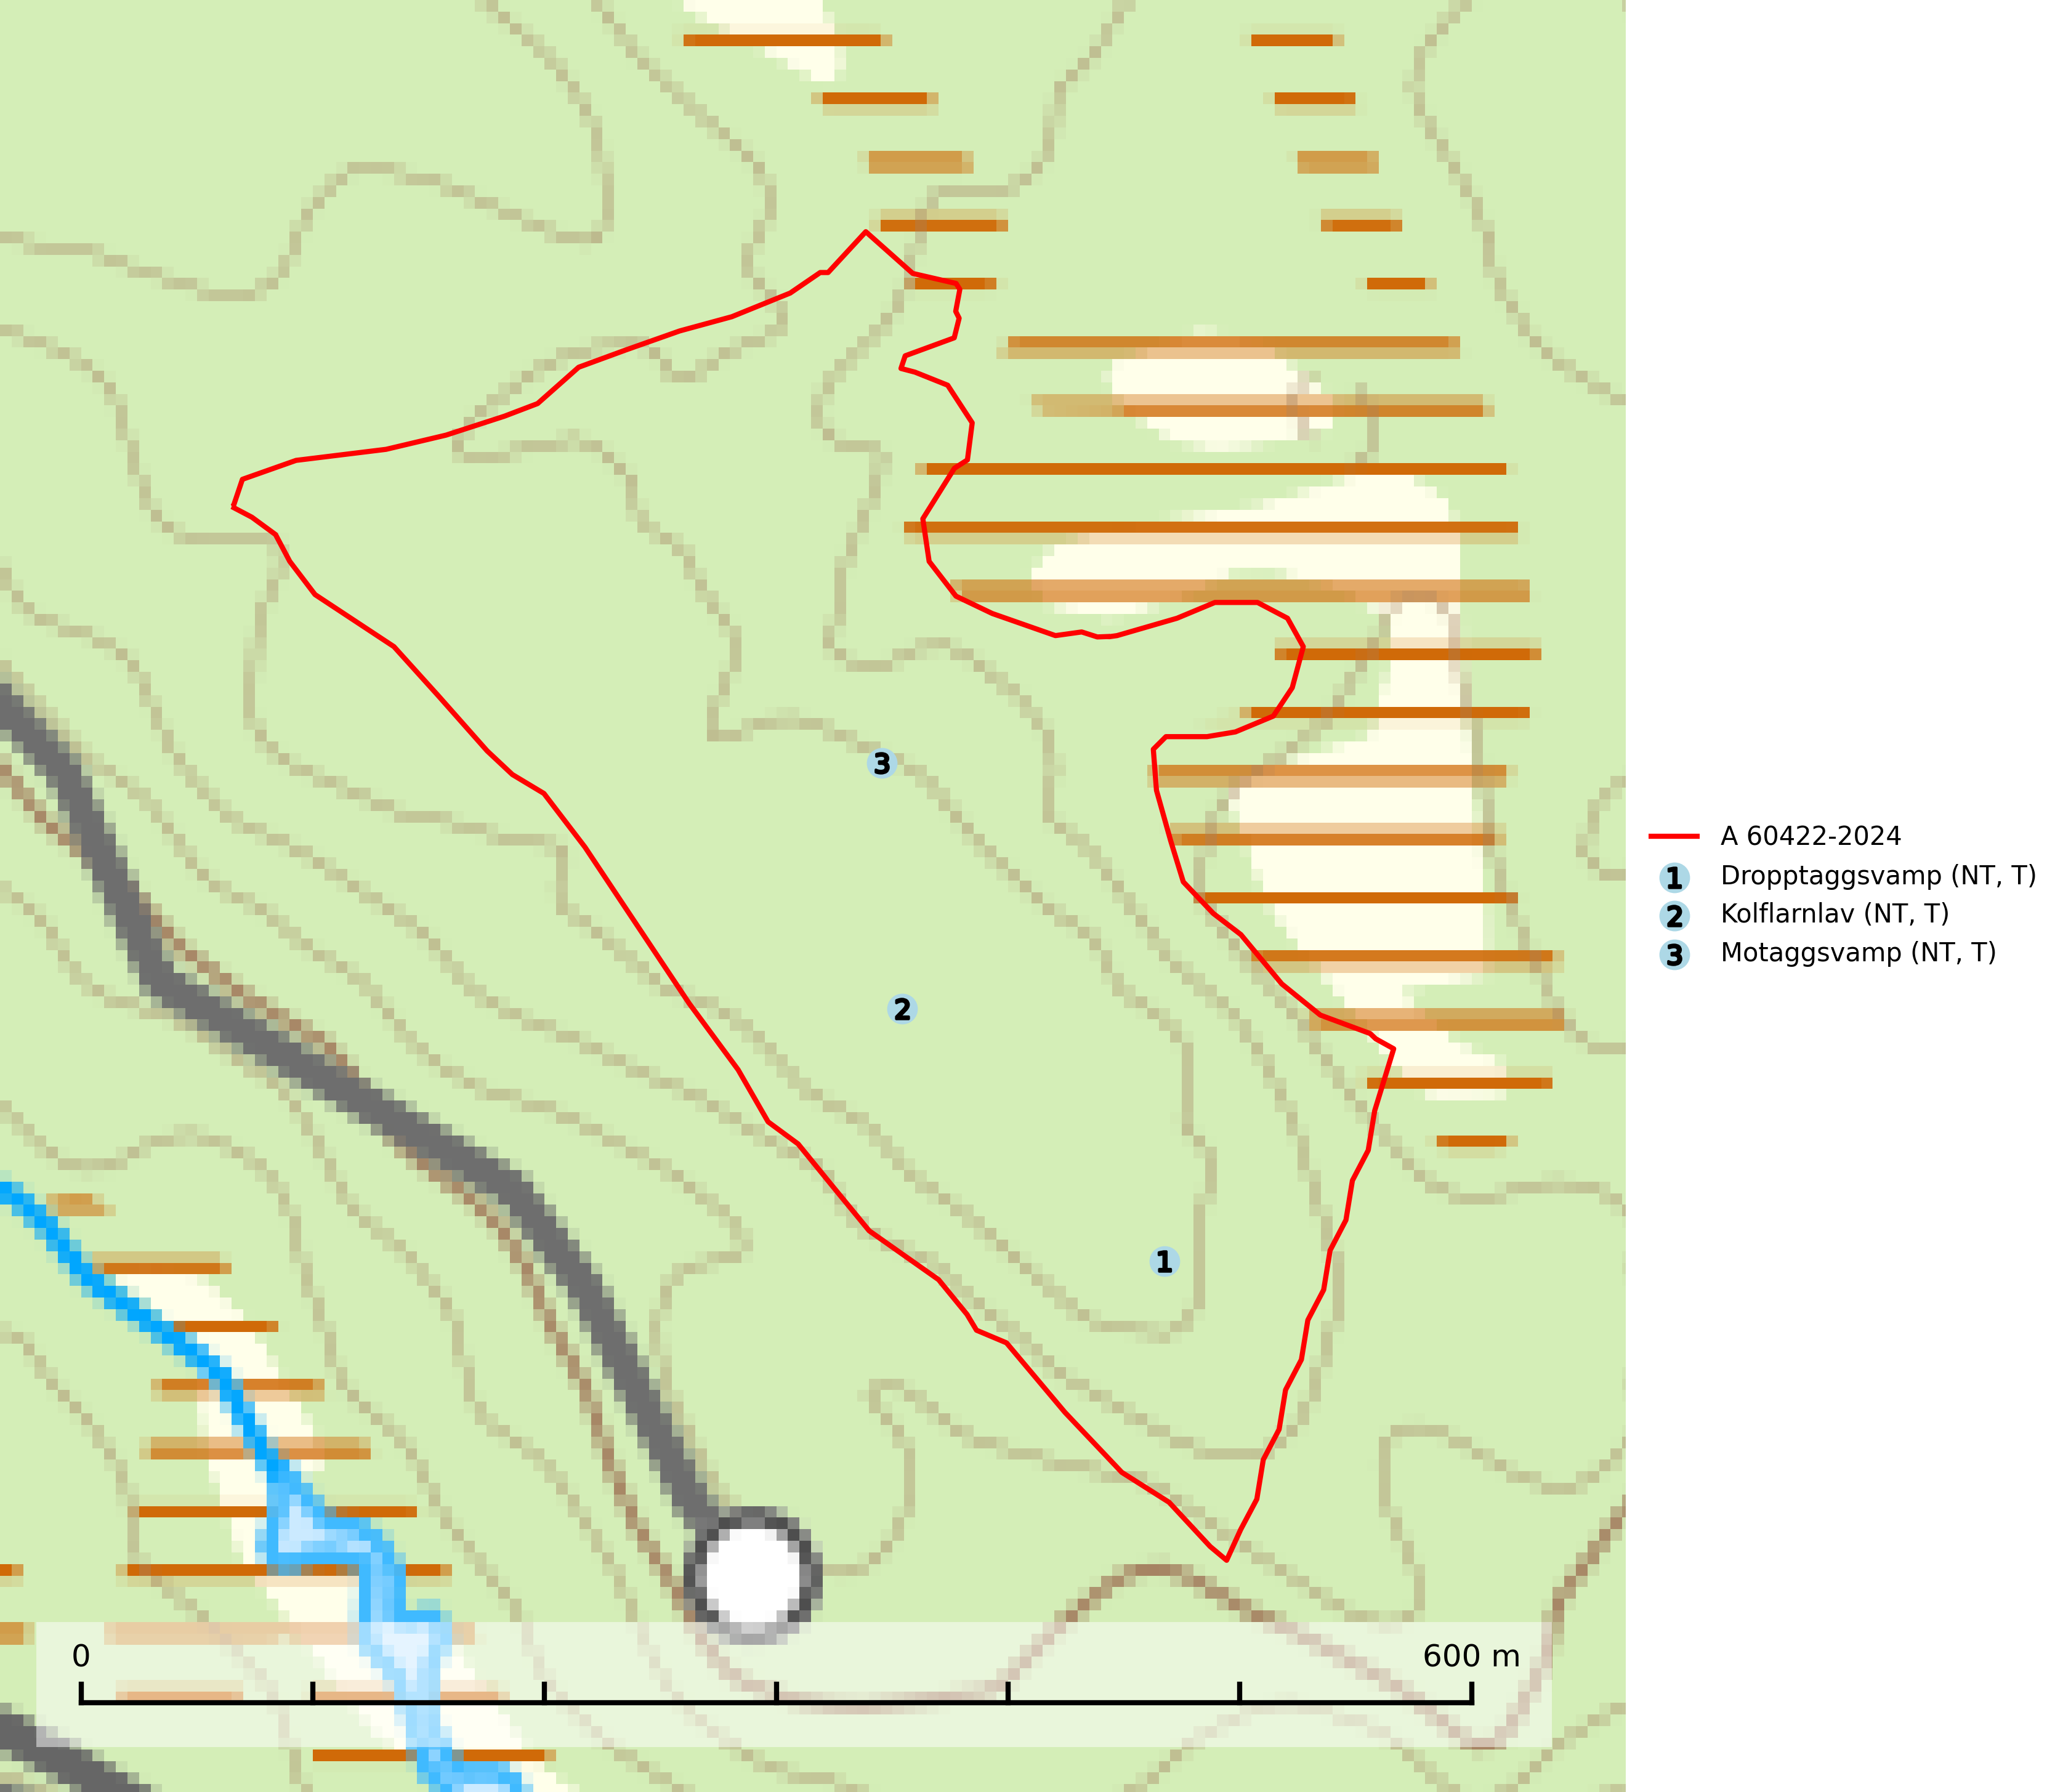 3
2
1
A 60422-2024
1 Dropptaggsvamp (NT, T)
2 Kolflarnlav (NT, T)
3 Motaggsvamp (NT, T)
0 600 m